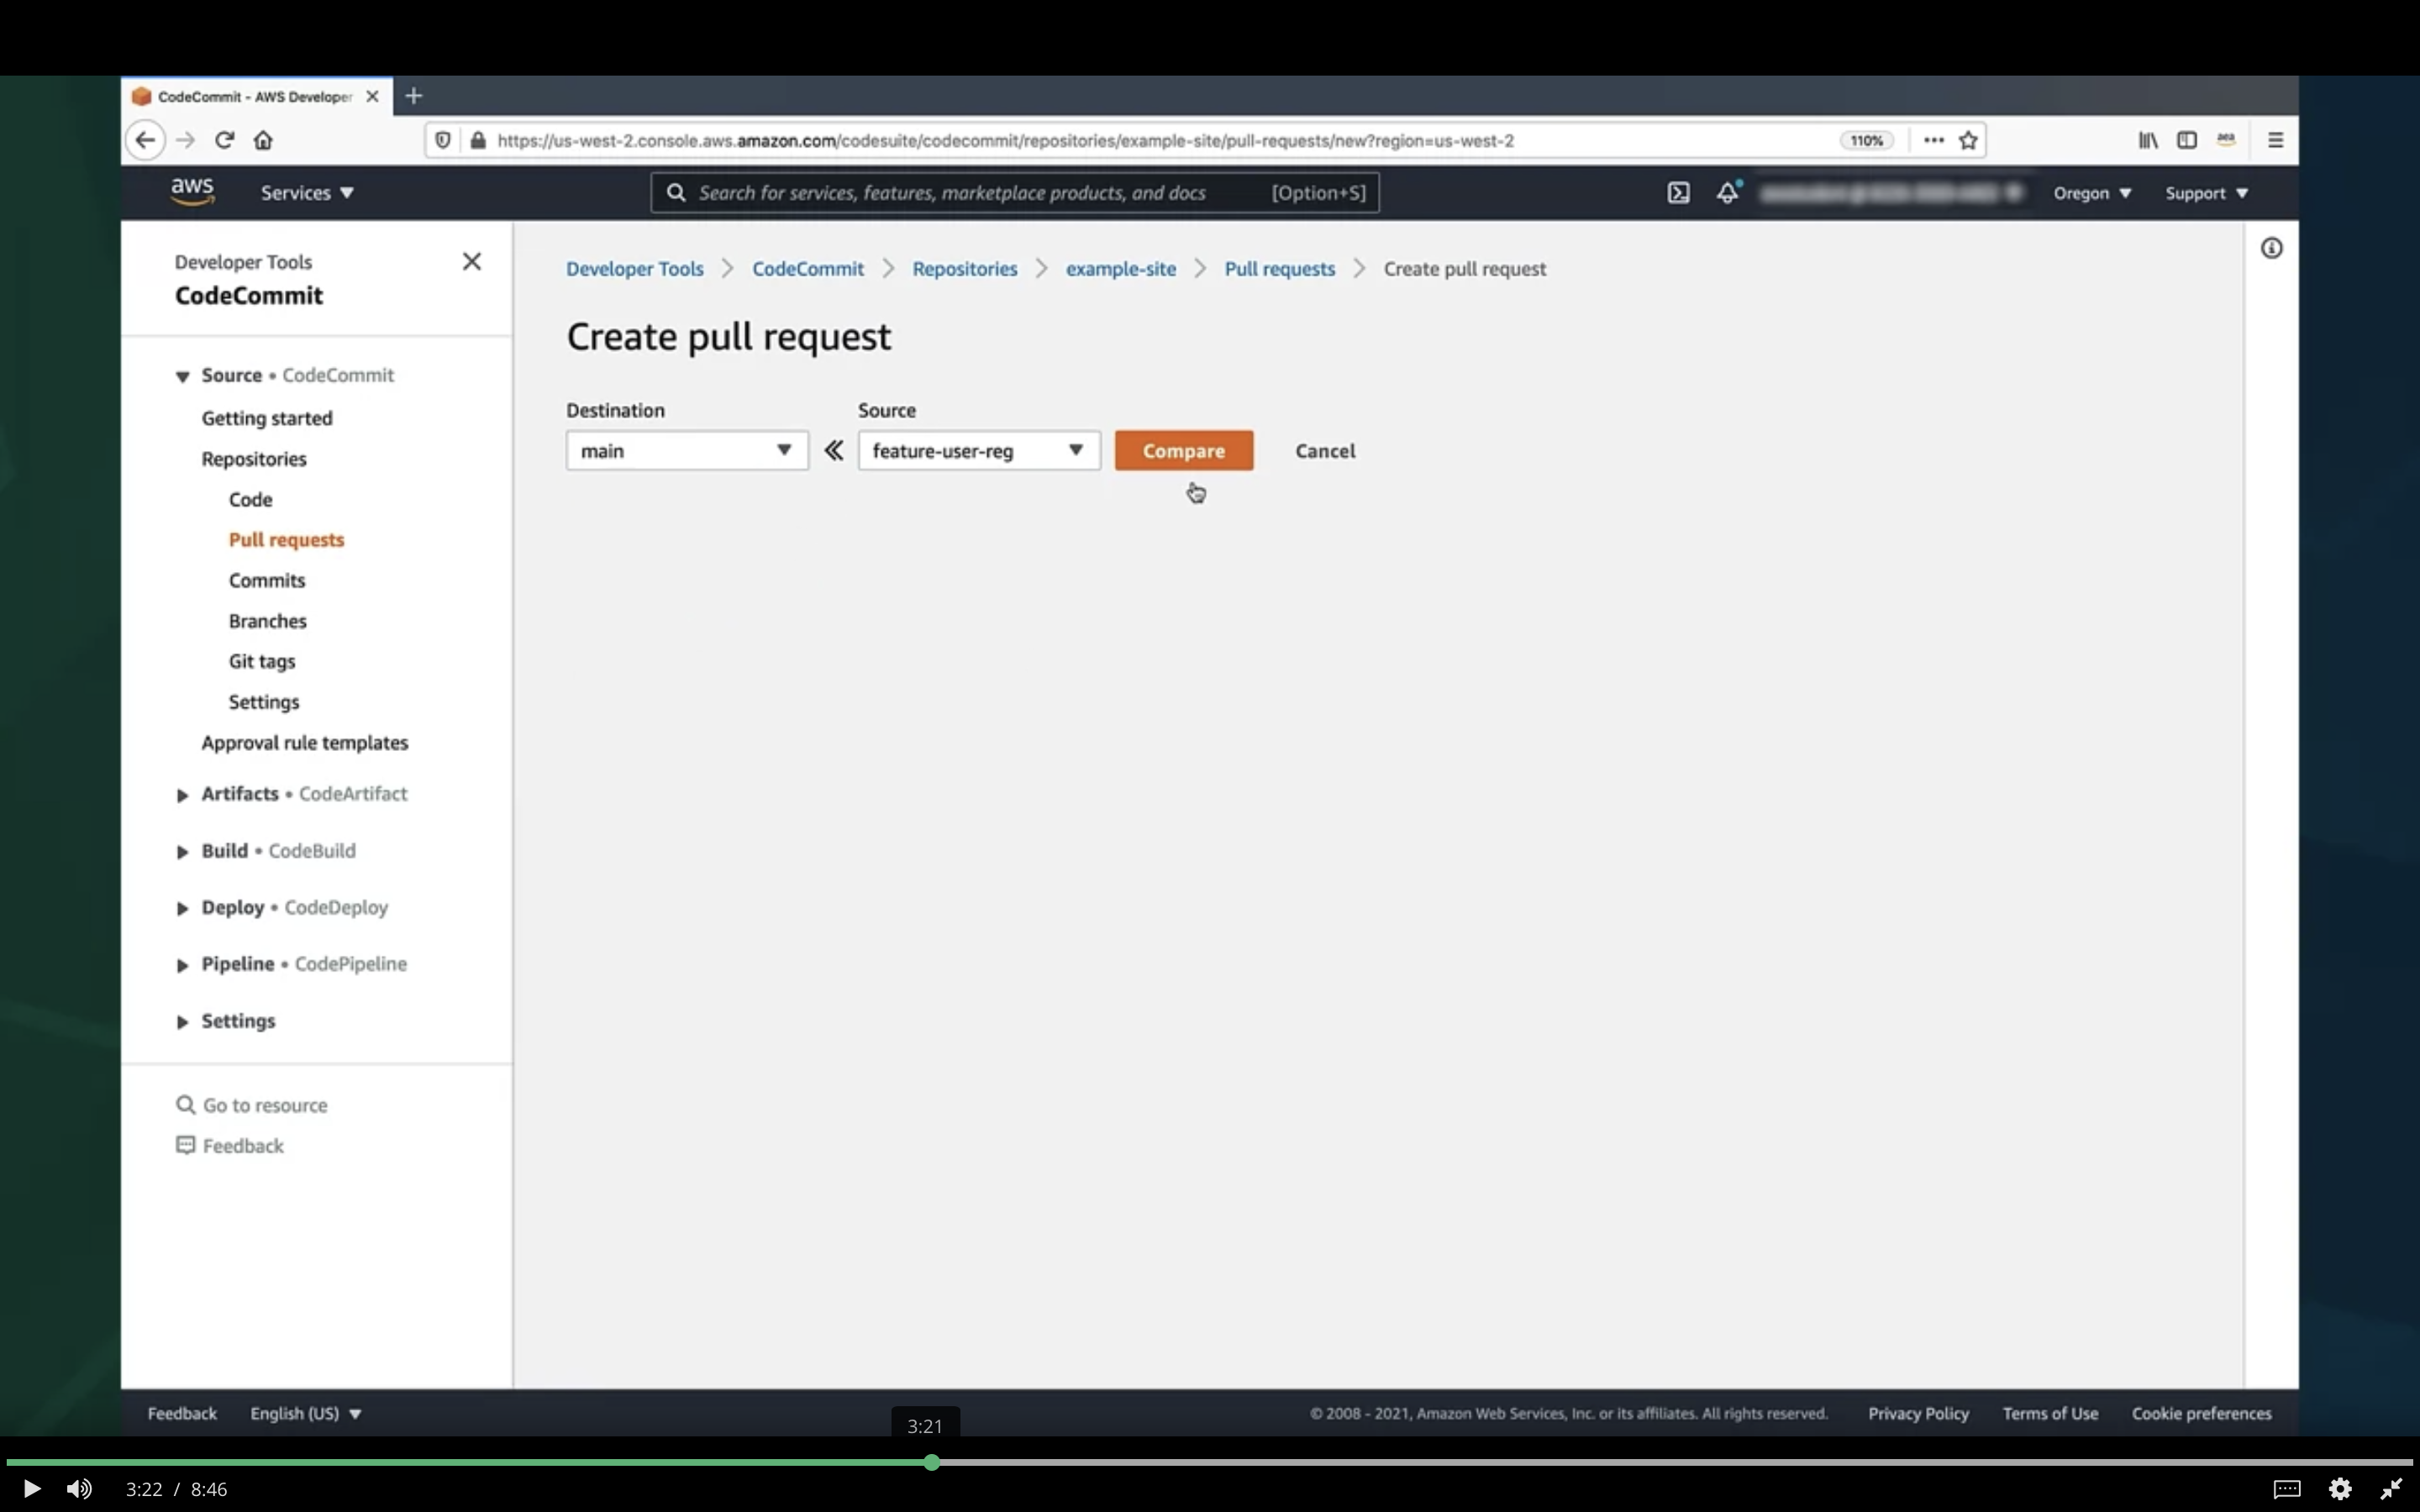 CodeCommit - AWS Developer
https://us-west-2.console.aws.amazon.com/codesuite/codecommit/repositories/example-site/pull-requests/new?region=us-west-2
110%
aws
Services
Search for services, features, marketplace products, and docs
[Option+S]
Oregon
Support
Developer Tools
CodeCommit
Source • CodeCommit
Getting started
Repositories
Code
Pull requests
Commits
Branches
Git tags
Settings
Approval rule templates
Artifacts • CodeArtifact
Build • CodeBuild
Deploy • CodeDeploy
Pipeline • CodePipeline
Settings
Go to resource
Feedback
Developer Tools > CodeCommit > Repositories > example-site > Pull requests > Create pull request
Create pull request
Destination
Source
main
feature-user-reg
Compare
Cancel
Feedback
English (US)
© 2008 - 2021, Amazon Web Services, Inc. or its affiliates. All rights reserved.
Privacy Policy
Terms of Use
Cookie preferences
3:21
3:22 / 8:46